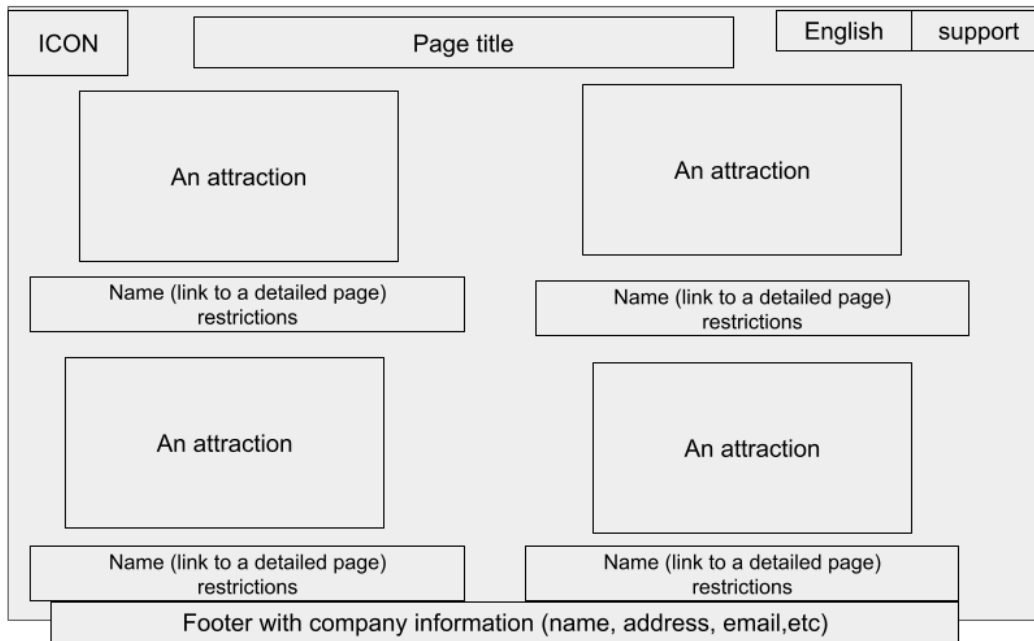 ICON
Page title
English
support
An attraction
An attraction
Name (link to a detailed page)
restrictions
Name (link to a detailed page)
restrictions
An attraction
An attraction
Name (link to a detailed page)
restrictions
Name (link to a detailed page)
restrictions
Footer with company information (name, address, email,etc)